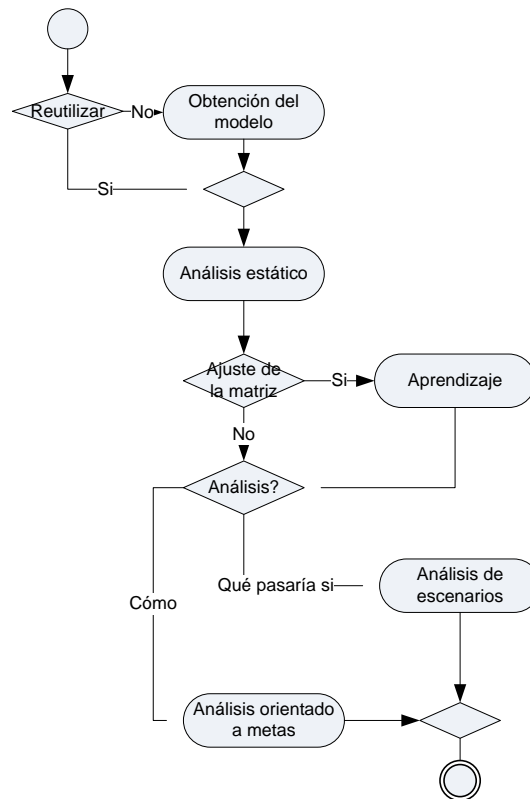 Reutilizar
No
Obtención del
modelo
Si
Análisis estático
Ajuste de
la matriz
Si
Aprendizaje
No
Análisis?
Qué pasaría si
Análisis de
escenarios
Cómo
Análisis orientado
a metas